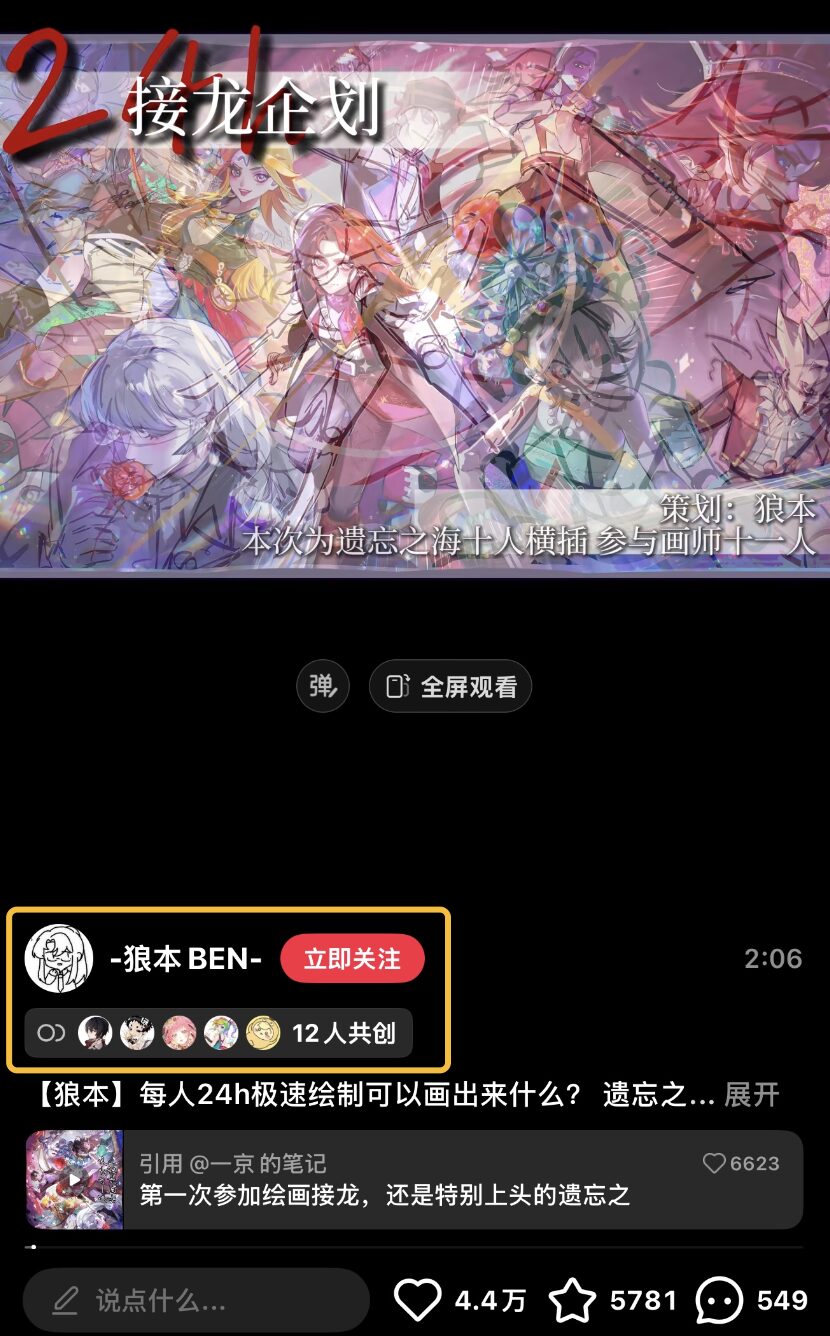 24h
接龙企划
策划：狼本
本次为遗忘之海十人横插 参与画师十一人
弹
全屏观看
-狼本BEN-
立即关注
2:06
12人共创
【狼本】每人24h极速绘制可以画出来什么？ 遗忘之... 展开
引用 @一京 的笔记
6623
第一次参加绘画接龙，还是特别上头的遗忘之
说点什么...
4.4万
5781
549